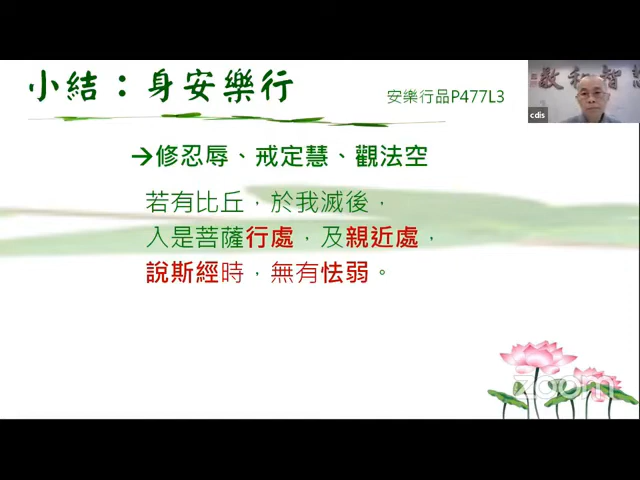 小結：身安樂行
安樂行品P477L3
→修忍辱、戒定慧、觀法空
若有比丘，於我滅後，
入是菩薩行處，及親近處，
說斯經時，無有怯弱。
cdis
zoom